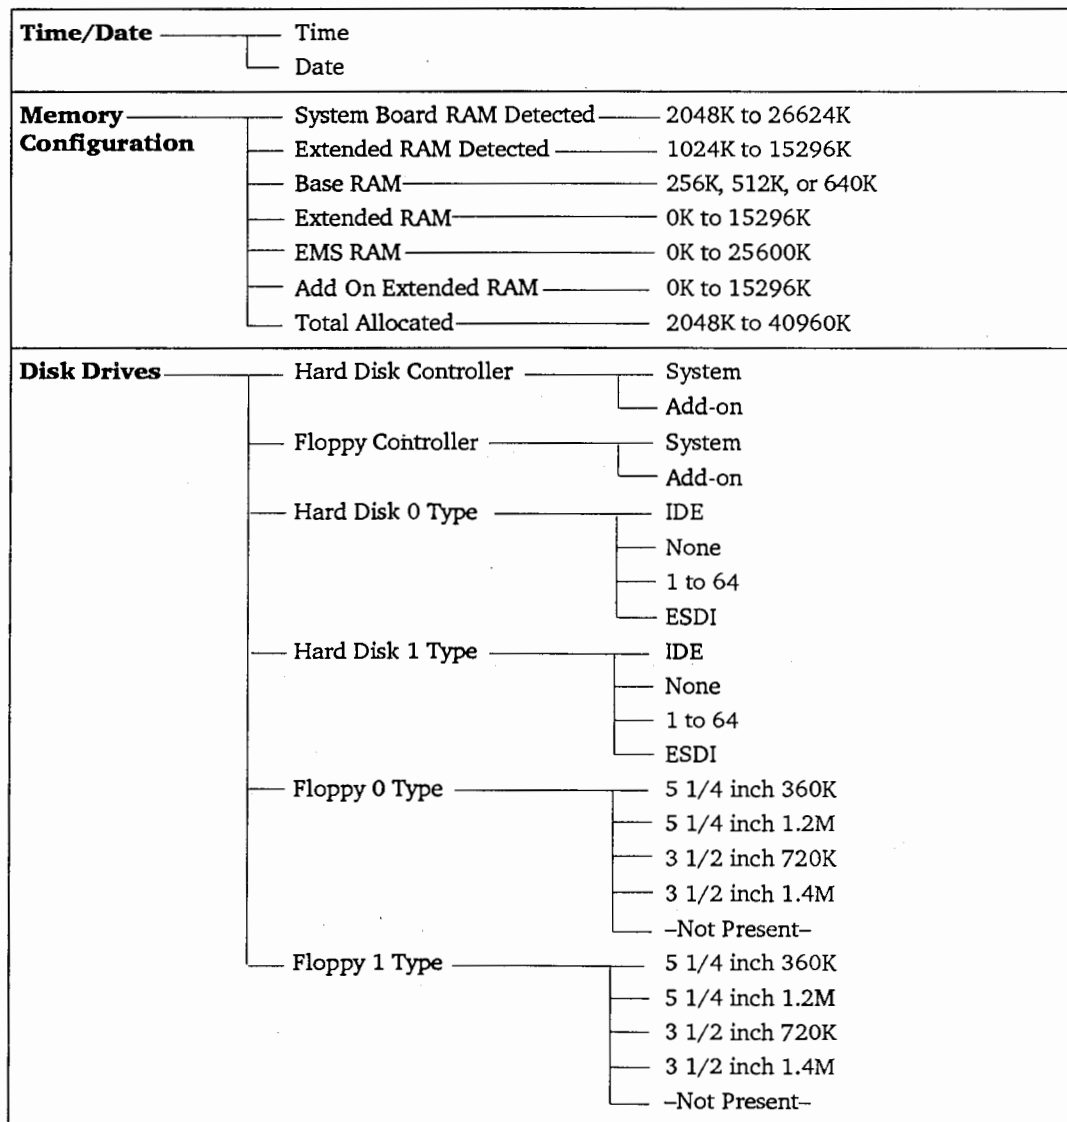 Time/Date Time
Date
Memory Configuration System Board RAM Detected 2048K to 26624K
Extended RAM Detected 1024K to 15296K
Base RAM 256K, 512K, or 640K
Extended RAM 0K to 15296K
EMS RAM 0K to 25600K
Add On Extended RAM 0K to 15296K
Total Allocated 2048K to 40960K
Disk Drives Hard Disk Controller System
Add-on
Floppy Controller System
Add-on
Hard Disk 0 Type IDE
None
1 to 64
ESDI
Hard Disk 1 Type IDE
None
1 to 64
ESDI
Floppy 0 Type 5 1/4 inch 360K
5 1/4 inch 1.2M
3 1/2 inch 720K
3 1/2 inch 1.4M
–Not Present–
Floppy 1 Type 5 1/4 inch 360K
5 1/4 inch 1.2M
3 1/2 inch 720K
3 1/2 inch 1.4M
–Not Present–